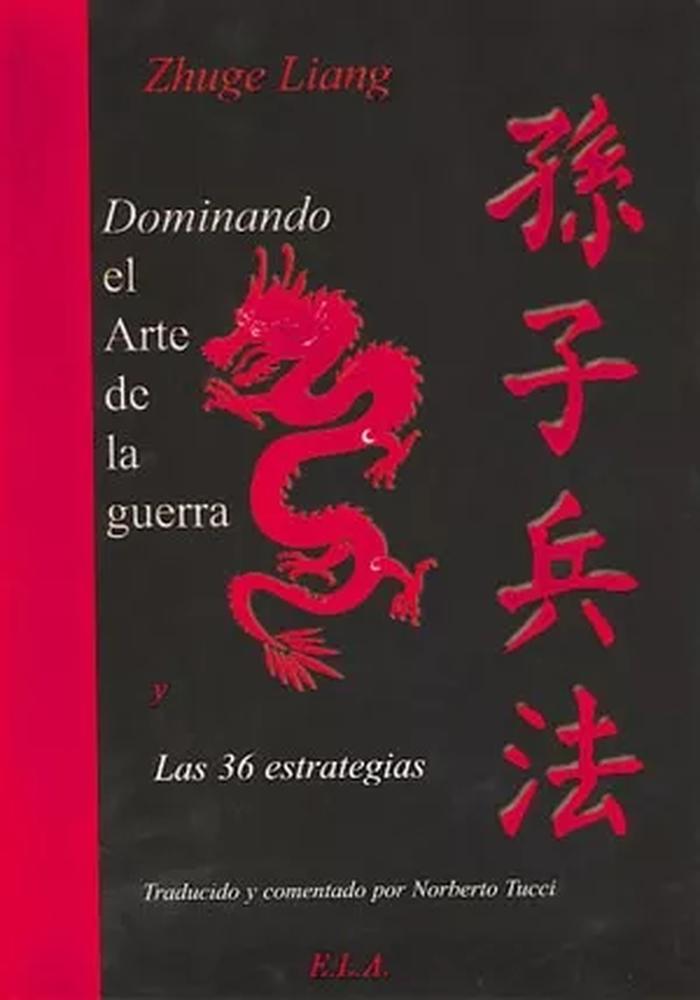 Zhuge Liang
Dominando
el
Arte
de
la
guerra
y
Las 36 estrategias
Traducido y comentado por Norberto Tucci
E.L.A.
孫
子
兵
法